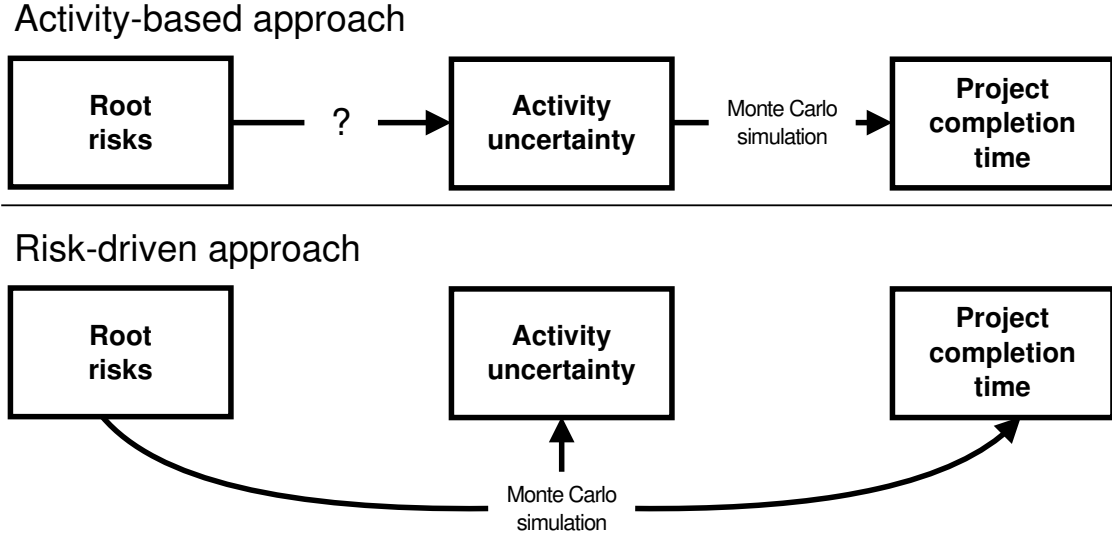 Activity-based approach
Root
risks
?
Activity
uncertainty
Monte Carlo
simulation
Project
completion
time
Risk-driven approach
Root
risks
Activity
uncertainty
Project
completion
time
Monte Carlo
simulation